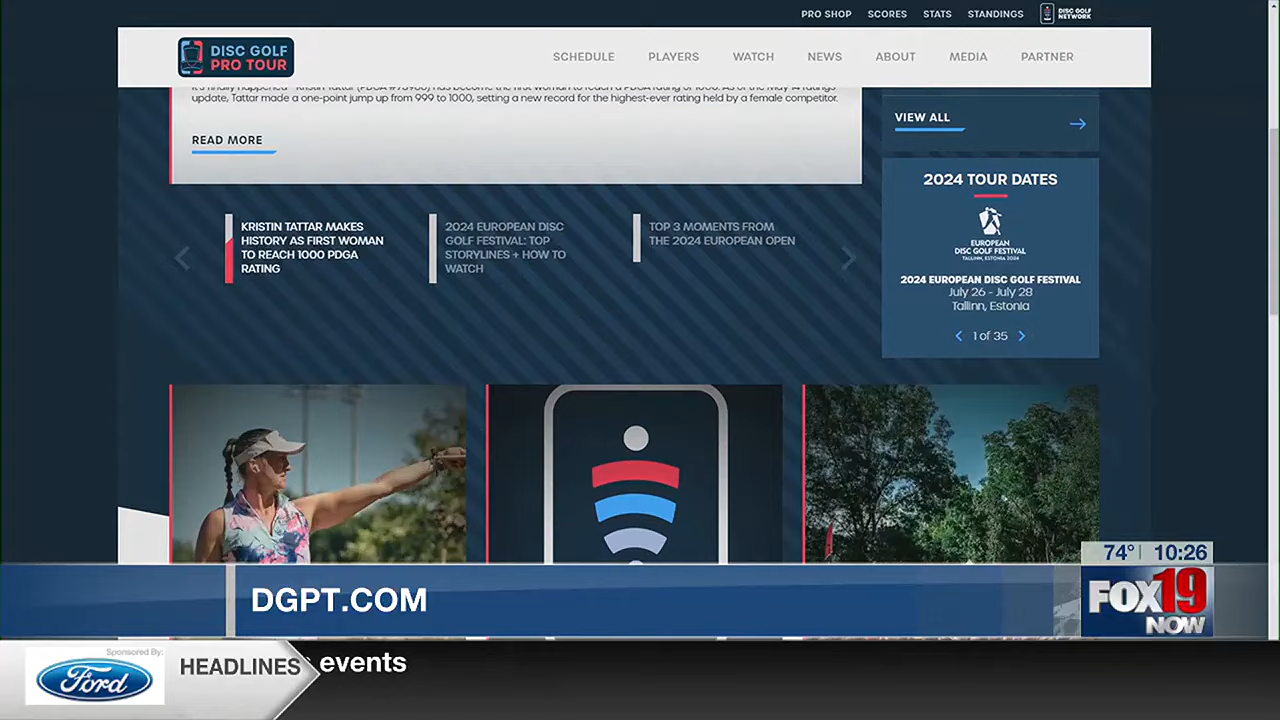 PRO SHOP SCORES STATS STANDINGS DISC GOLF NETWORK
DISC GOLF
PRO TOUR
SCHEDULE PLAYERS WATCH NEWS ABOUT MEDIA PARTNER
update, Tattar made a one-point jump up from 999 to 1000, setting a new record for the highest-ever rating held by a female competitor.
READ MORE
VIEW ALL
2024 TOUR DATES
EUROPEAN
DISC GOLF FESTIVAL
TALLINN, ESTONIA 2024
2024 EUROPEAN DISC GOLF FESTIVAL
July 26 - July 28
Tallinn, Estonia
1 of 35
KRISTIN TATTAR MAKES
HISTORY AS FIRST WOMAN
TO REACH 1000 PDGA
RATING
2024 EUROPEAN DISC
GOLF FESTIVAL: TOP
STORYLINES + HOW TO
WATCH
TOP 3 MOMENTS FROM
THE 2024 EUROPEAN OPEN
74° 10:26
DGPT.COM
FOX19
NOW
Sponsored By:
Ford
HEADLINES
events